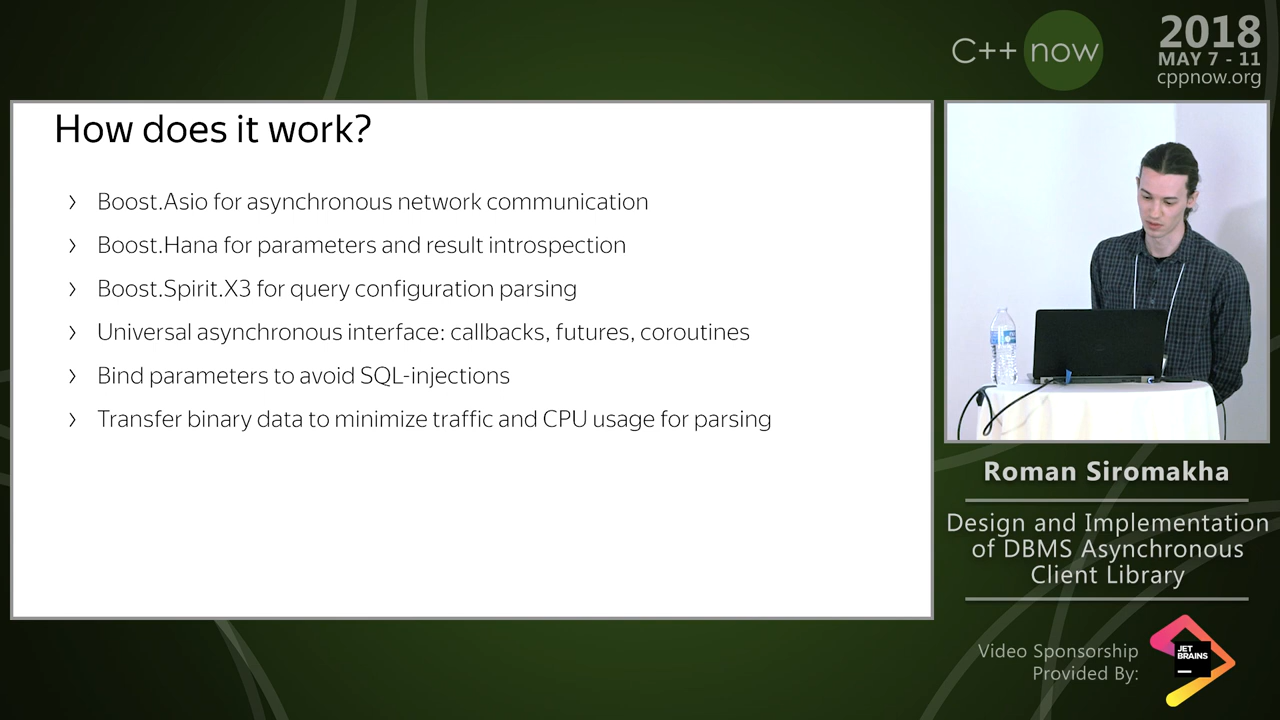 C++ now
2018
MAY 7 - 11
cppnow.org
How does it work?
› Boost.Asio for asynchronous network communication
› Boost.Hana for parameters and result introspection
› Boost.Spirit.X3 for query configuration parsing
› Universal asynchronous interface: callbacks, futures, coroutines
› Bind parameters to avoid SQL-injections
› Transfer binary data to minimize traffic and CPU usage for parsing
Roman Siromakha
Design and Implementation
of DBMS Asynchronous
Client Library
Video Sponsorship
Provided By:
JET
BRAINS